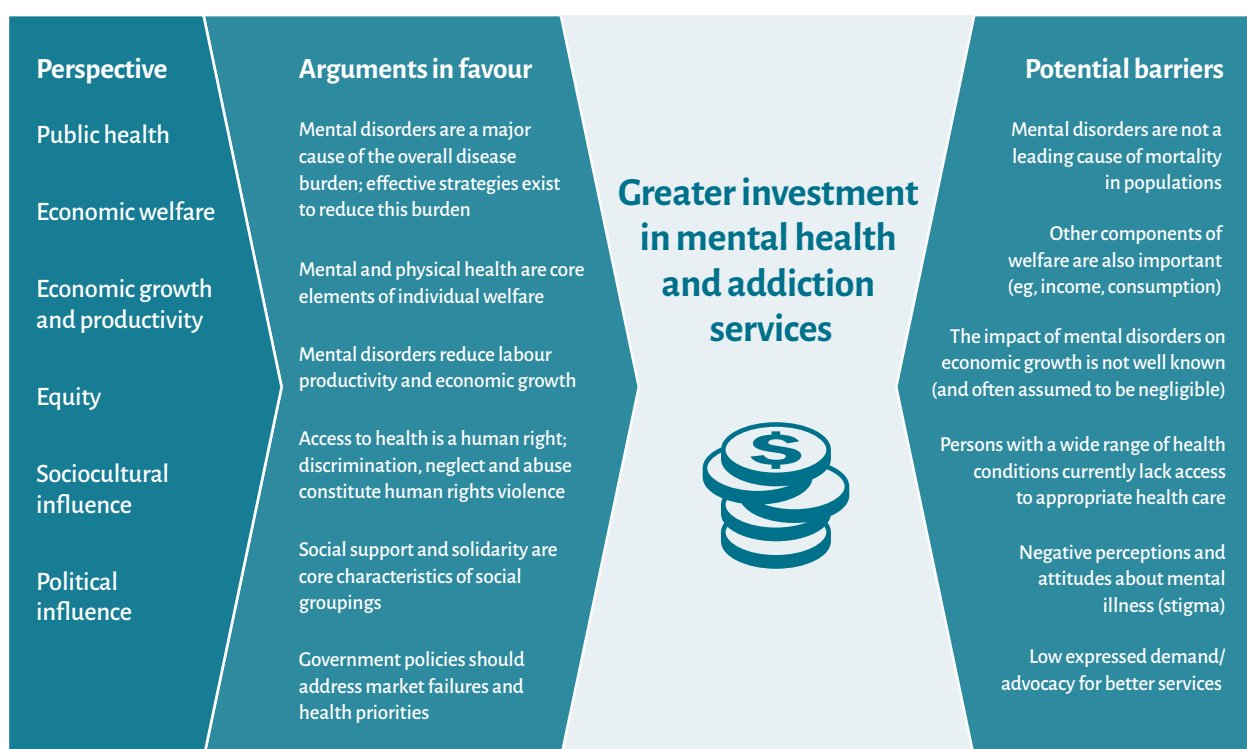 Perspective
Public health
Economic welfare
Economic growth
and productivity
Equity
Sociocultural
influence
Political
influence
Arguments in favour
Mental disorders are a major
cause of the overall disease
burden; effective strategies exist
to reduce this burden
Mental and physical health are core
elements of individual welfare
Mental disorders reduce labour
productivity and economic growth
Access to health is a human right;
discrimination, neglect and abuse
constitute human rights violence
Social support and solidarity are
core characteristics of social
groupings
Government policies should
address market failures and
health priorities
Greater investment
in mental health
and addiction
services
$
Potential barriers
Mental disorders are not a
leading cause of mortality
in populations
Other components of
welfare are also important
(eg, income, consumption)
The impact of mental disorders on
economic growth is not well known
(and often assumed to be negligible)
Persons with a wide range of health
conditions currently lack access
to appropriate health care
Negative perceptions and
attitudes about mental
illness (stigma)
Low expressed demand/
advocacy for better services